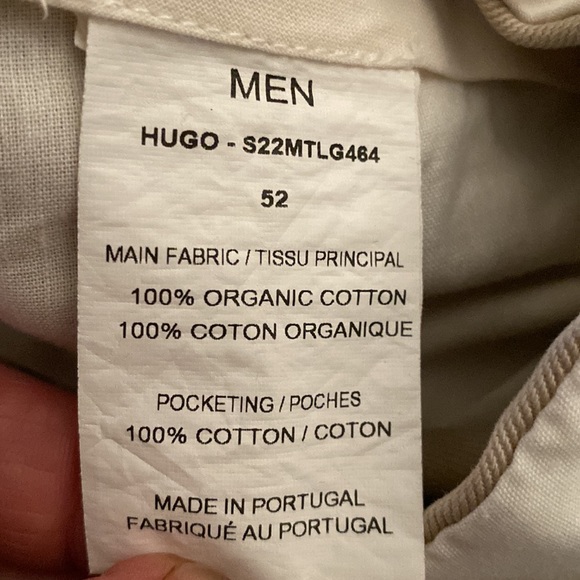 MEN
HUGO - S22MTLG464
52
MAIN FABRIC / TISSU PRINCIPAL
100% ORGANIC COTTON
100% COTON ORGANIQUE
POCKETING / POCHES
100% COTTON / COTON
MADE IN PORTUGAL
FABRIQUÉ AU PORTUGAL